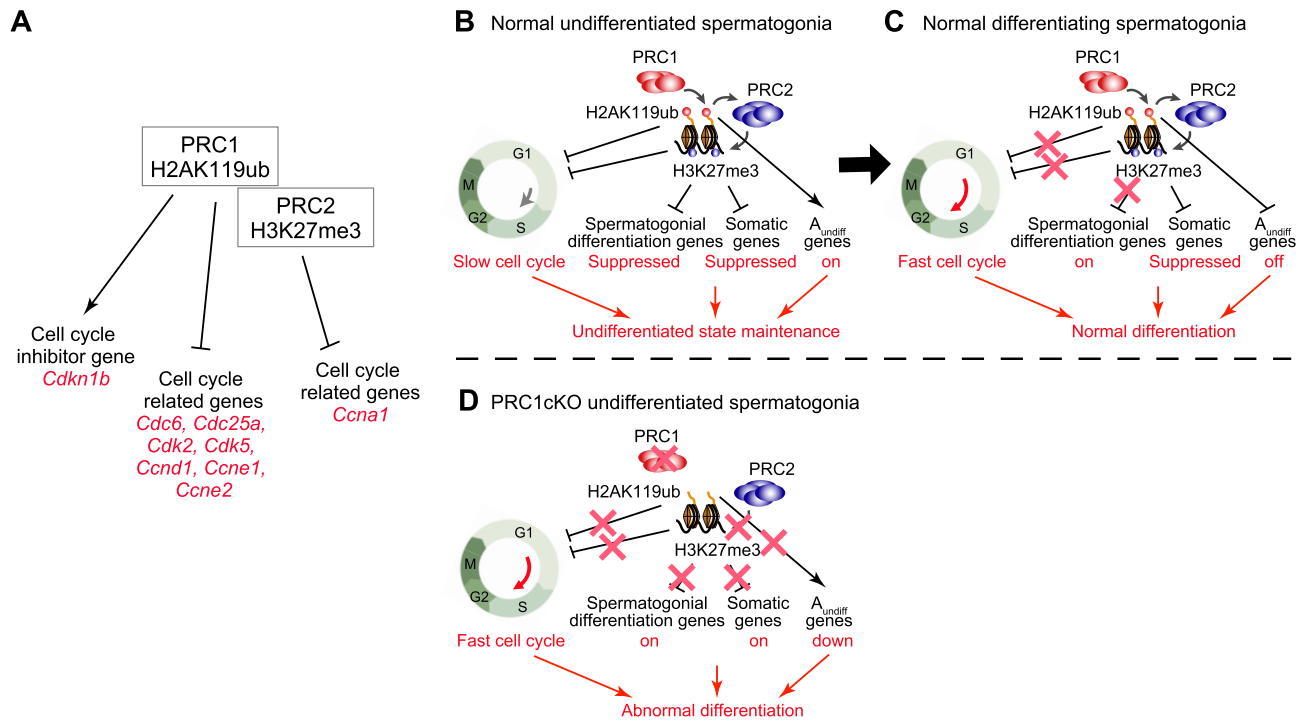 A
PRC1
H2AK119ub
PRC2
H3K27me3
Cell cycle
inhibitor gene
Cdkn1b
Cell cycle
related genes
Cdc6, Cdc25a,
Cdk2, Cdk5,
Ccnd1, Ccne1,
Ccne2
Cell cycle
related genes
Ccna1
B Normal undifferentiated spermatogonia
PRC1
PRC2
H2AK119ub
H3K27me3
G1
M
G2
S
Spermatogonial
differentiation genes
Somatic
genes
Aundiff
genes
Slow cell cycle
Suppressed
Suppressed
on
Undifferentiated state maintenance
C Normal differentiating spermatogonia
PRC1
PRC2
H2AK119ub
H3K27me3
G1
M
G2
S
Spermatogonial
differentiation genes
Somatic
genes
Aundiff
genes
Fast cell cycle
on
Suppressed
off
Normal differentiation
D PRC1cKO undifferentiated spermatogonia
PRC1
PRC2
H2AK119ub
H3K27me3
G1
M
G2
S
Spermatogonial
differentiation genes
Somatic
genes
Aundiff
genes
Fast cell cycle
on
on
down
Abnormal differentiation